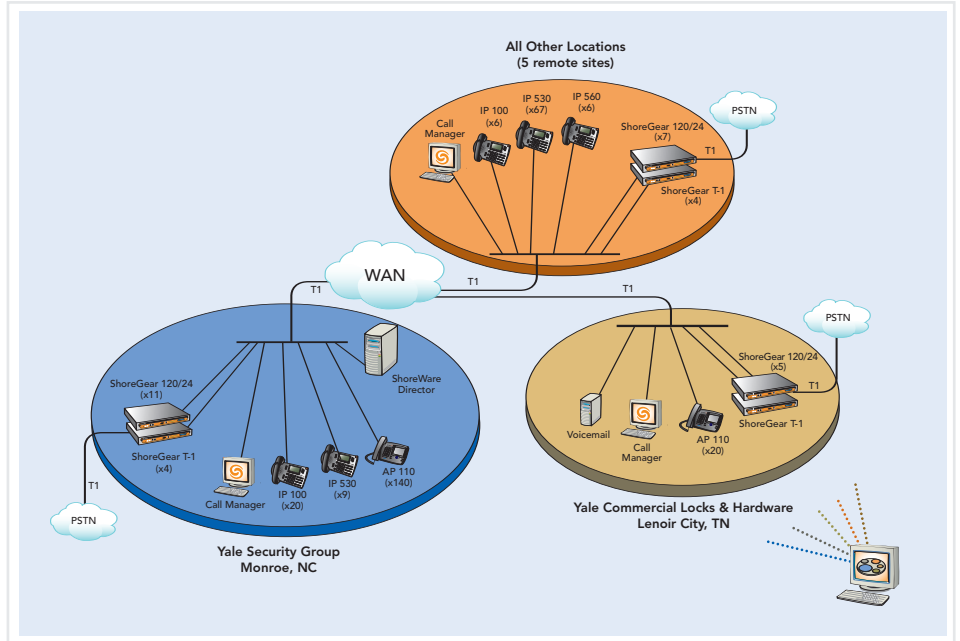 All Other Locations
(5 remote sites)
IP 560
(x6)
IP 530
(x67)
IP 100
(x6)
Call
Manager
ShoreGear 120/24
(x7)
ShoreGear T-1
(x4)
T1
PSTN
WAN
T1
T1
T1
ShoreWare
Director
ShoreGear 120/24
(x11)
ShoreGear T-1
(x4)
T1
PSTN
Call Manager
IP 100
(x20)
IP 530
(x9)
AP 110
(x140)
Yale Security Group
Monroe, NC
PSTN
T1
ShoreGear 120/24
(x5)
ShoreGear T-1
Voicemail
Call
Manager
AP 110
(x20)
Yale Commercial Locks & Hardware
Lenoir City, TN